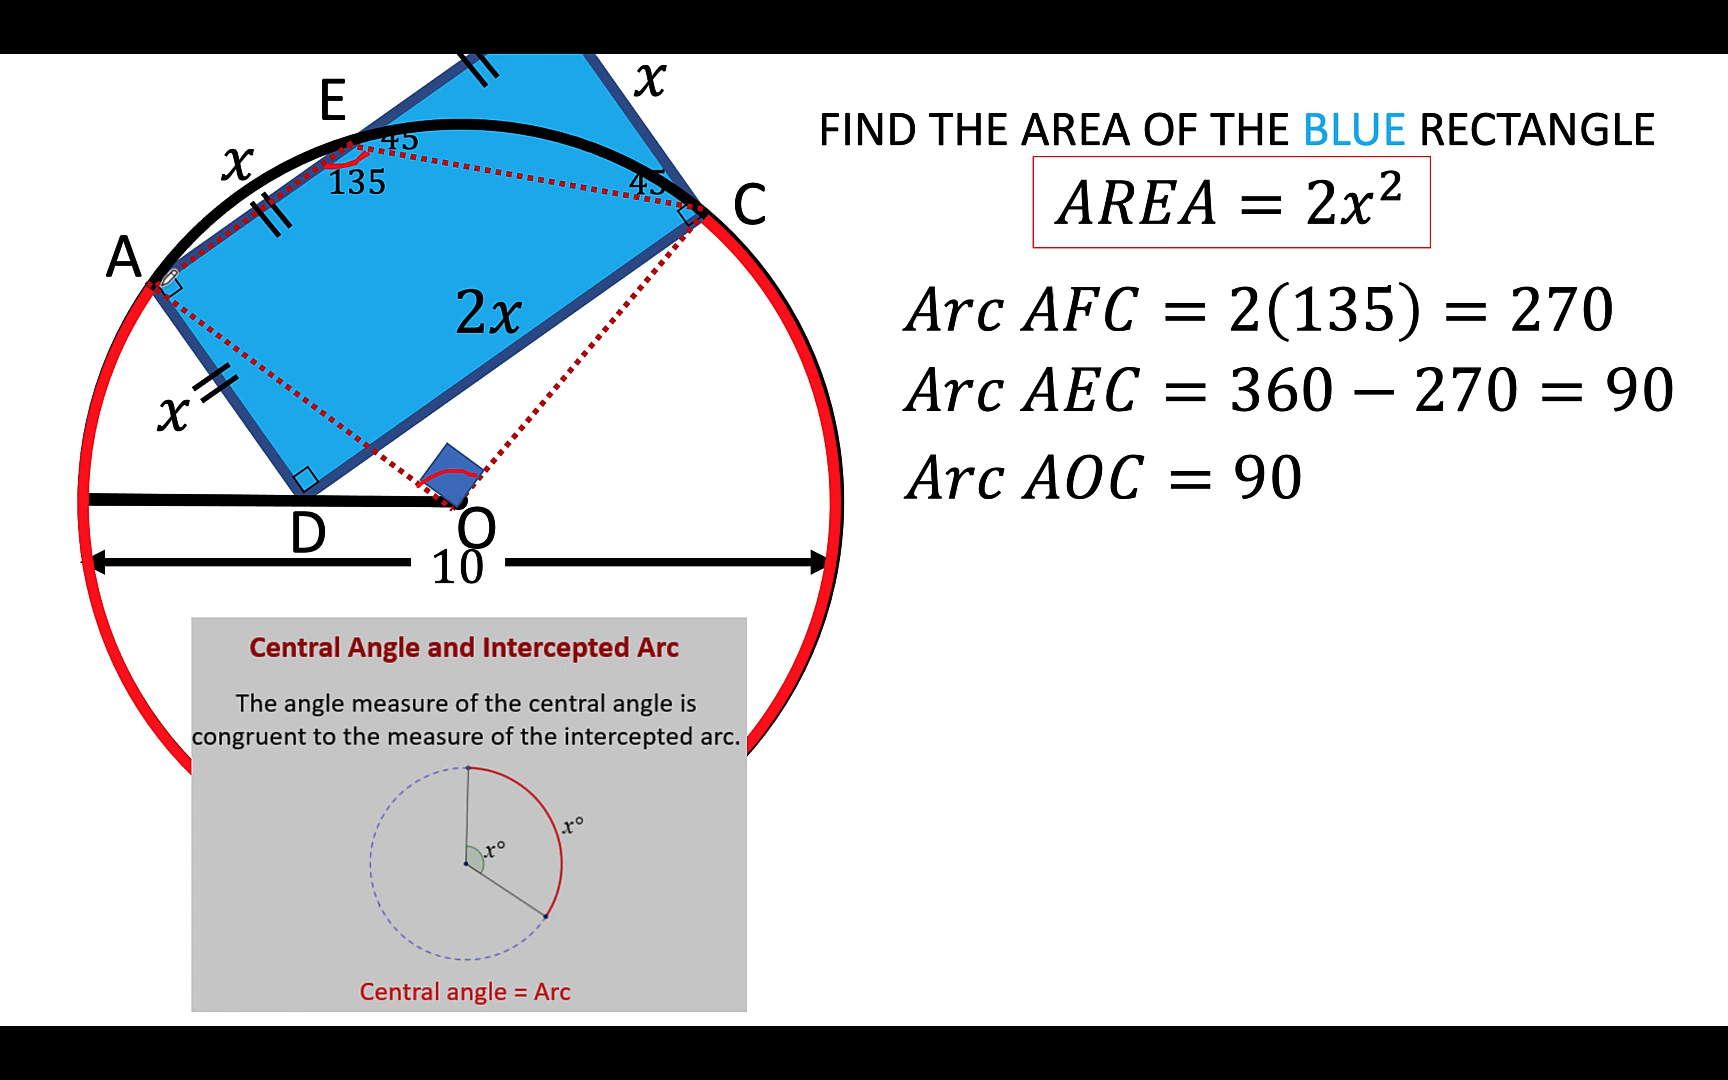 x
E
FIND THE AREA OF THE BLUE RECTANGLE
45
x
135
45
C
AREA = 2x²
A
2x
Arc AFC = 2(135) = 270
Arc AEC = 360 − 270 = 90
x
Arc AOC = 90
D
O
10
Central Angle and Intercepted Arc
The angle measure of the central angle is
congruent to the measure of the intercepted arc.
x°
x°
Central angle = Arc